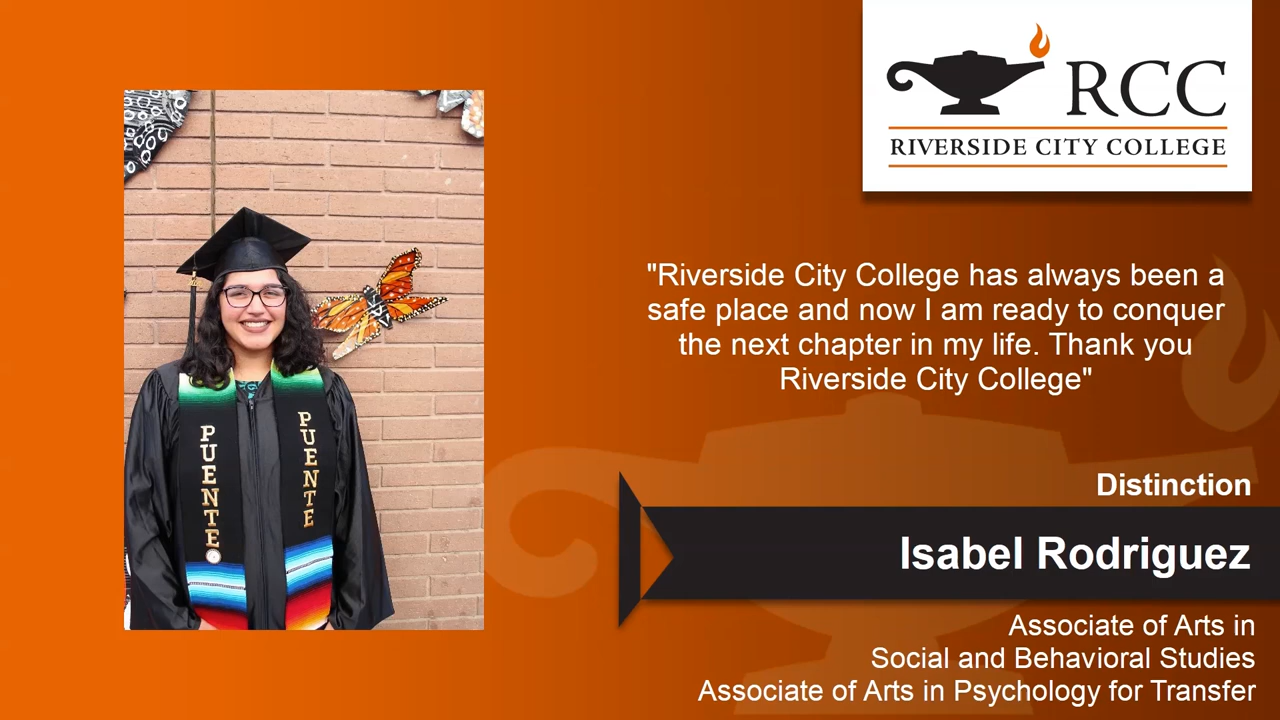 RCC
RIVERSIDE CITY COLLEGE
"Riverside City College has always been a
safe place and now I am ready to conquer
the next chapter in my life. Thank you
Riverside City College"
PUENTE
PUENTE
Distinction
Isabel Rodriguez
Associate of Arts in
Social and Behavioral Studies
Associate of Arts in Psychology for Transfer